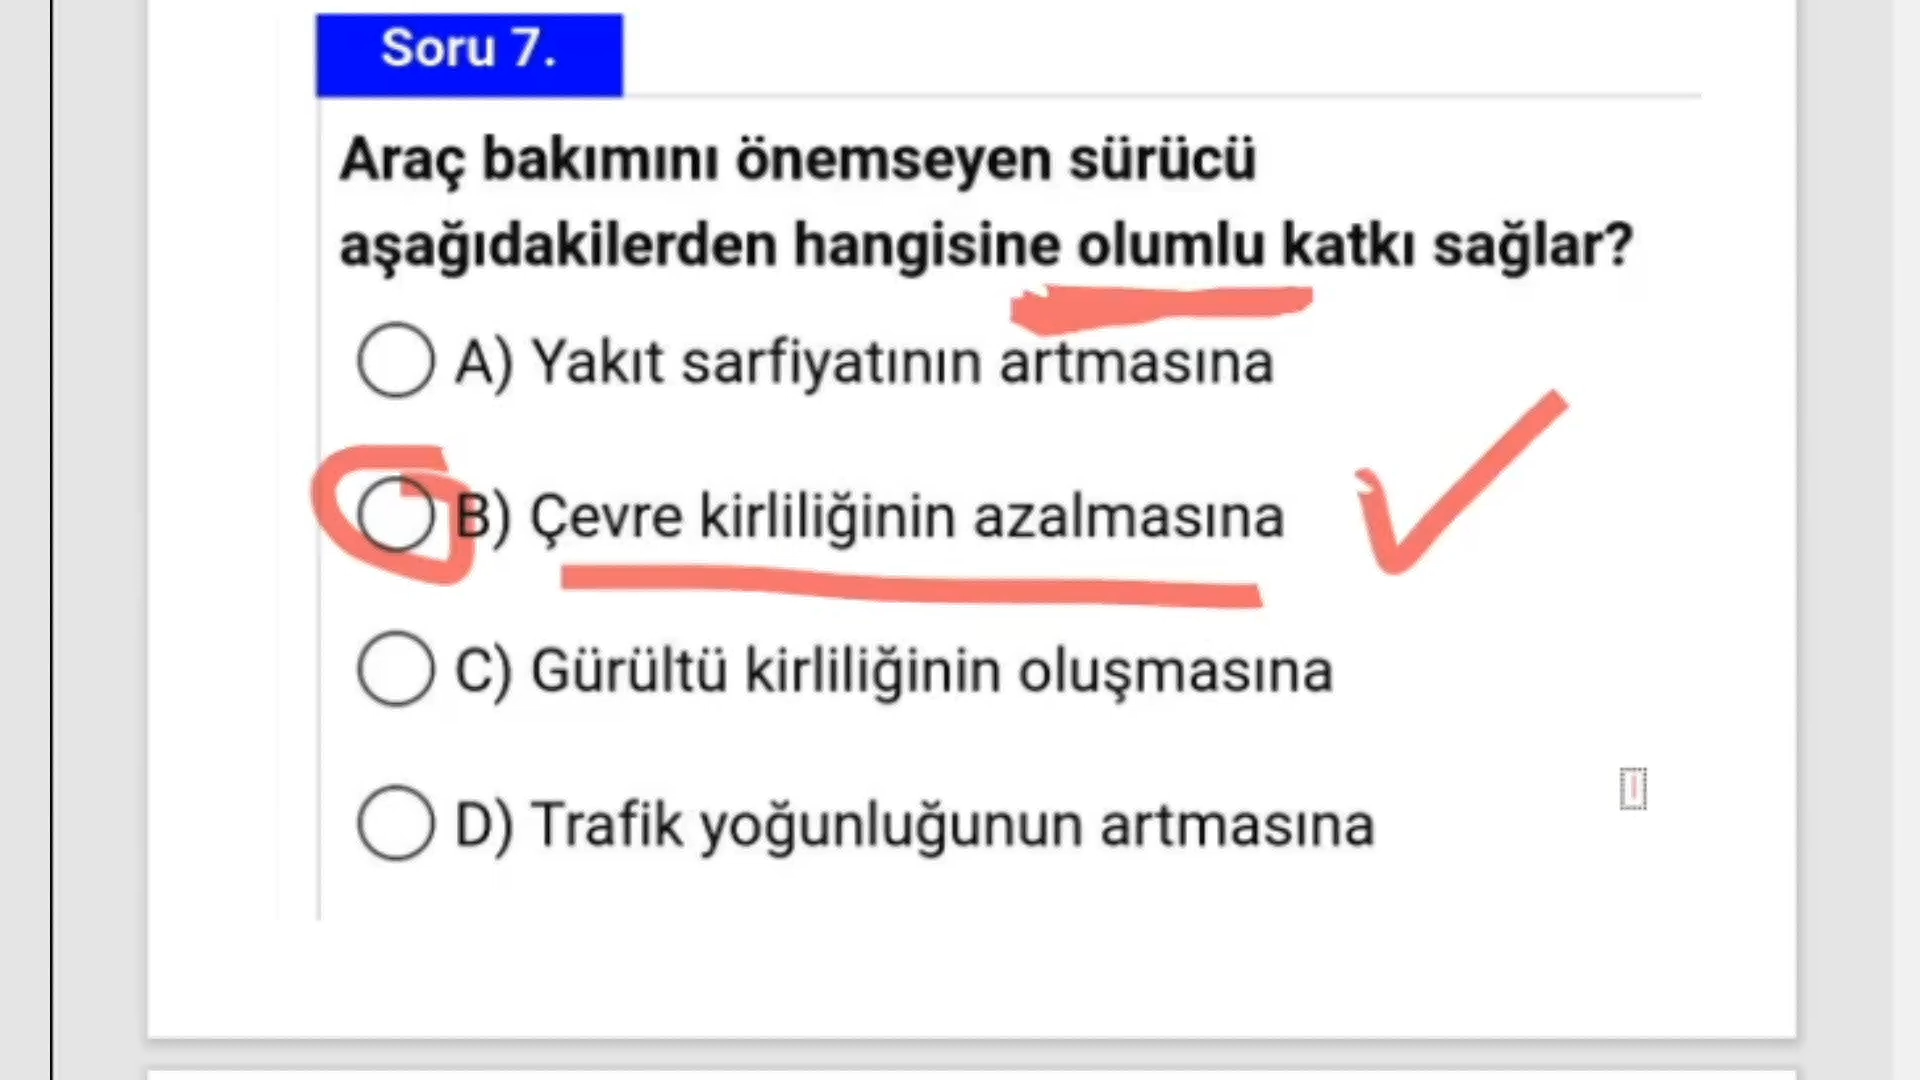 Soru 7.
Araç bakımını önemseyen sürücü
aşağıdakilerden hangisine olumlu katkı sağlar?
A) Yakıt sarfiyatının artmasına
B) Çevre kirliliğinin azalmasına
C) Gürültü kirliliğinin oluşmasına
D) Trafik yoğunluğunun artmasına